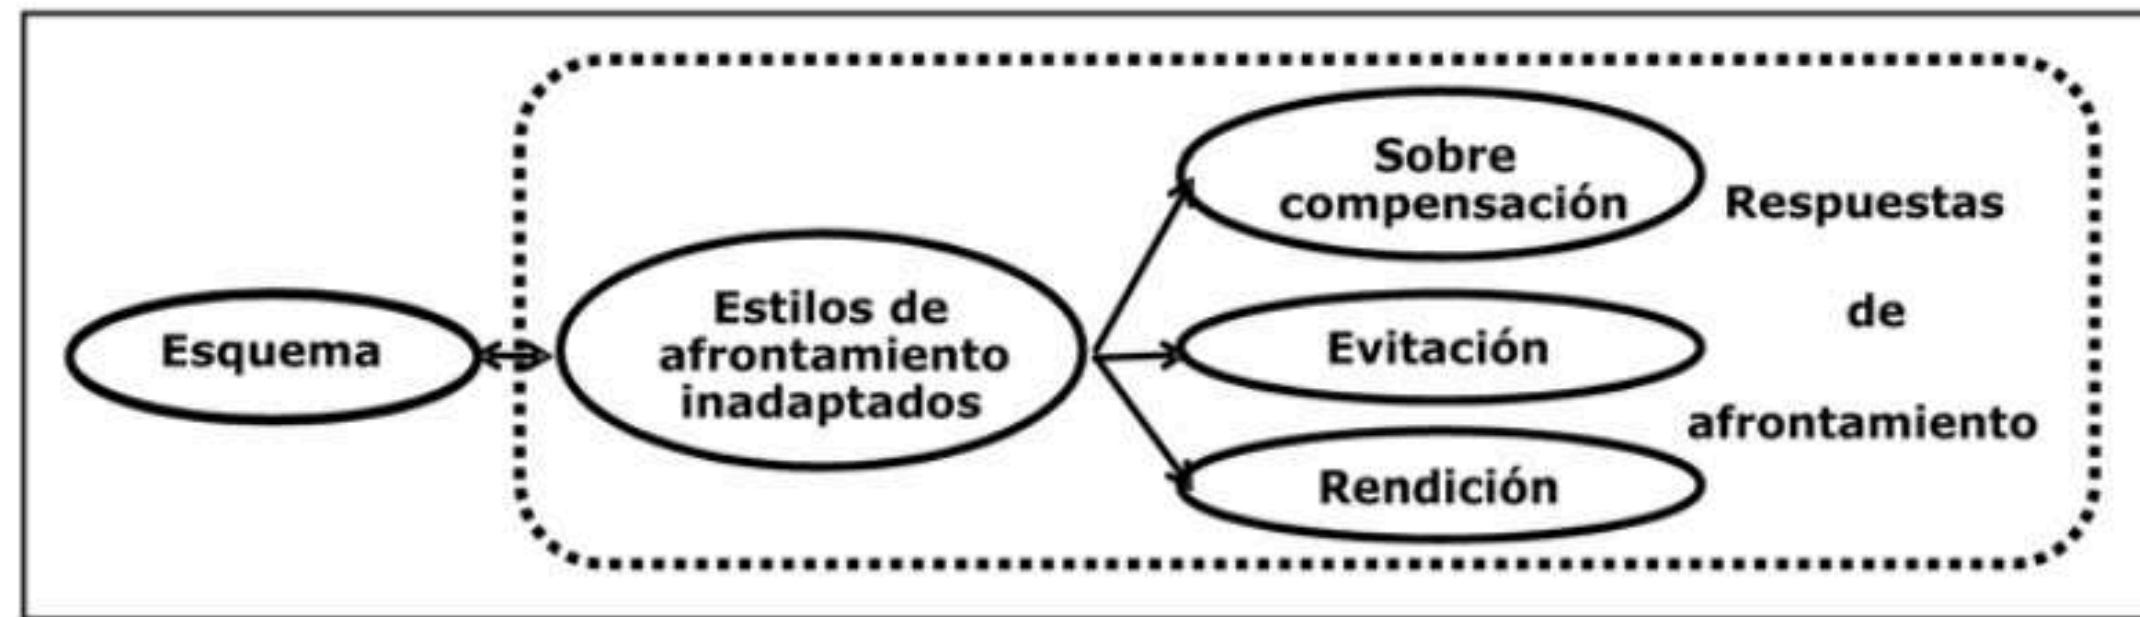 Esquema
Estilos de
afrontamiento
inadaptados
Sobre
compensación
Evitación
Rendición
Respuestas
de
afrontamiento